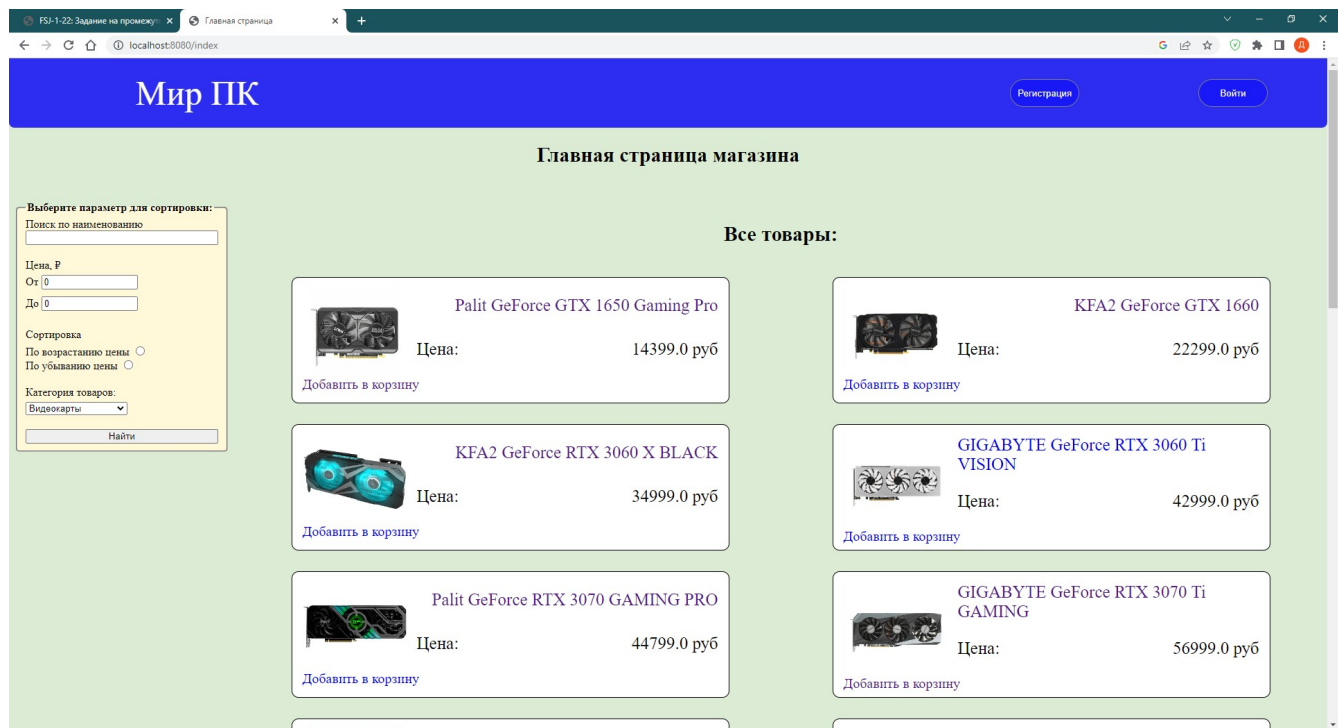 FSJ-1-22: Задание на промежут
Главная страница
localhost:8080/index
Д
Мир ПК
Регистрация
Войти
Главная страница магазина
Выберите параметр для сортировки:
Поиск по наименованию
Цена, ₽
От 0
До 0
Сортировка
По возрастанию цены
По убыванию цены
Категория товаров:
Видеокарты
Найти
Все товары:
Palit GeForce GTX 1650 Gaming Pro
Цена: 14399.0 руб
Добавить в корзину
KFA2 GeForce GTX 1660
Цена: 22299.0 руб
Добавить в корзину
KFA2 GeForce RTX 3060 X BLACK
Цена: 34999.0 руб
Добавить в корзину
GIGABYTE GeForce RTX 3060 Ti
VISION
Цена: 42999.0 руб
Добавить в корзину
Palit GeForce RTX 3070 GAMING PRO
Цена: 44799.0 руб
Добавить в корзину
GIGABYTE GeForce RTX 3070 Ti
GAMING
Цена: 56999.0 руб
Добавить в корзину